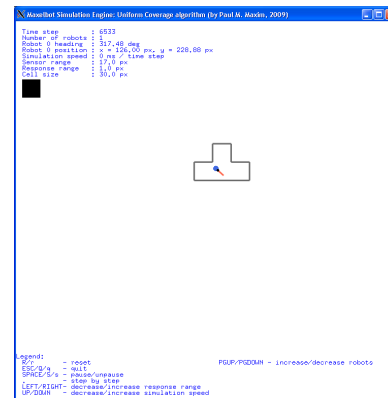 Maxelbot Simulation Engine: Uniform Coverage algorithm (by Paul M. Maxim, 2009)
Time step : 6533
Number of robots : 1
Robot 0 heading : 317.48 deg
Robot 0 position : x = 126.00 px, y = 228.88 px
Simulation speed : 0 ms / time step
Sensor range : 17.0 px
Response range : 1.0 px
Cell size : 30.0 px
Legend:
R/r - reset
ESC/Q/q - quit
SPACE/S/s - pause/unpause
. - step by step
LEFT/RIGHT- decrease/increase response range
UP/DOWN - decrease/increase simulation speed
PGUP/PGDOWN - increase/decrease robots